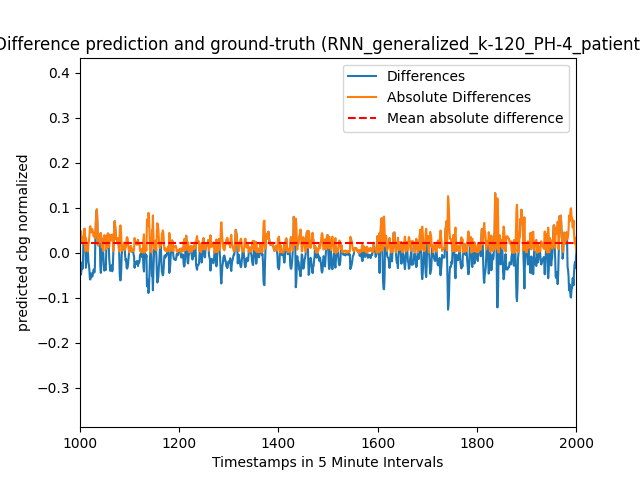 Difference prediction and ground-truth (RNN_generalized_k-120_PH-4_patient
Differences
Absolute Differences
Mean absolute difference
predicted cbg normalized
0.4
0.3
0.2
0.1
0.0
−0.1
−0.2
−0.3
1000 1200 1400 1600 1800 2000
Timestamps in 5 Minute Intervals